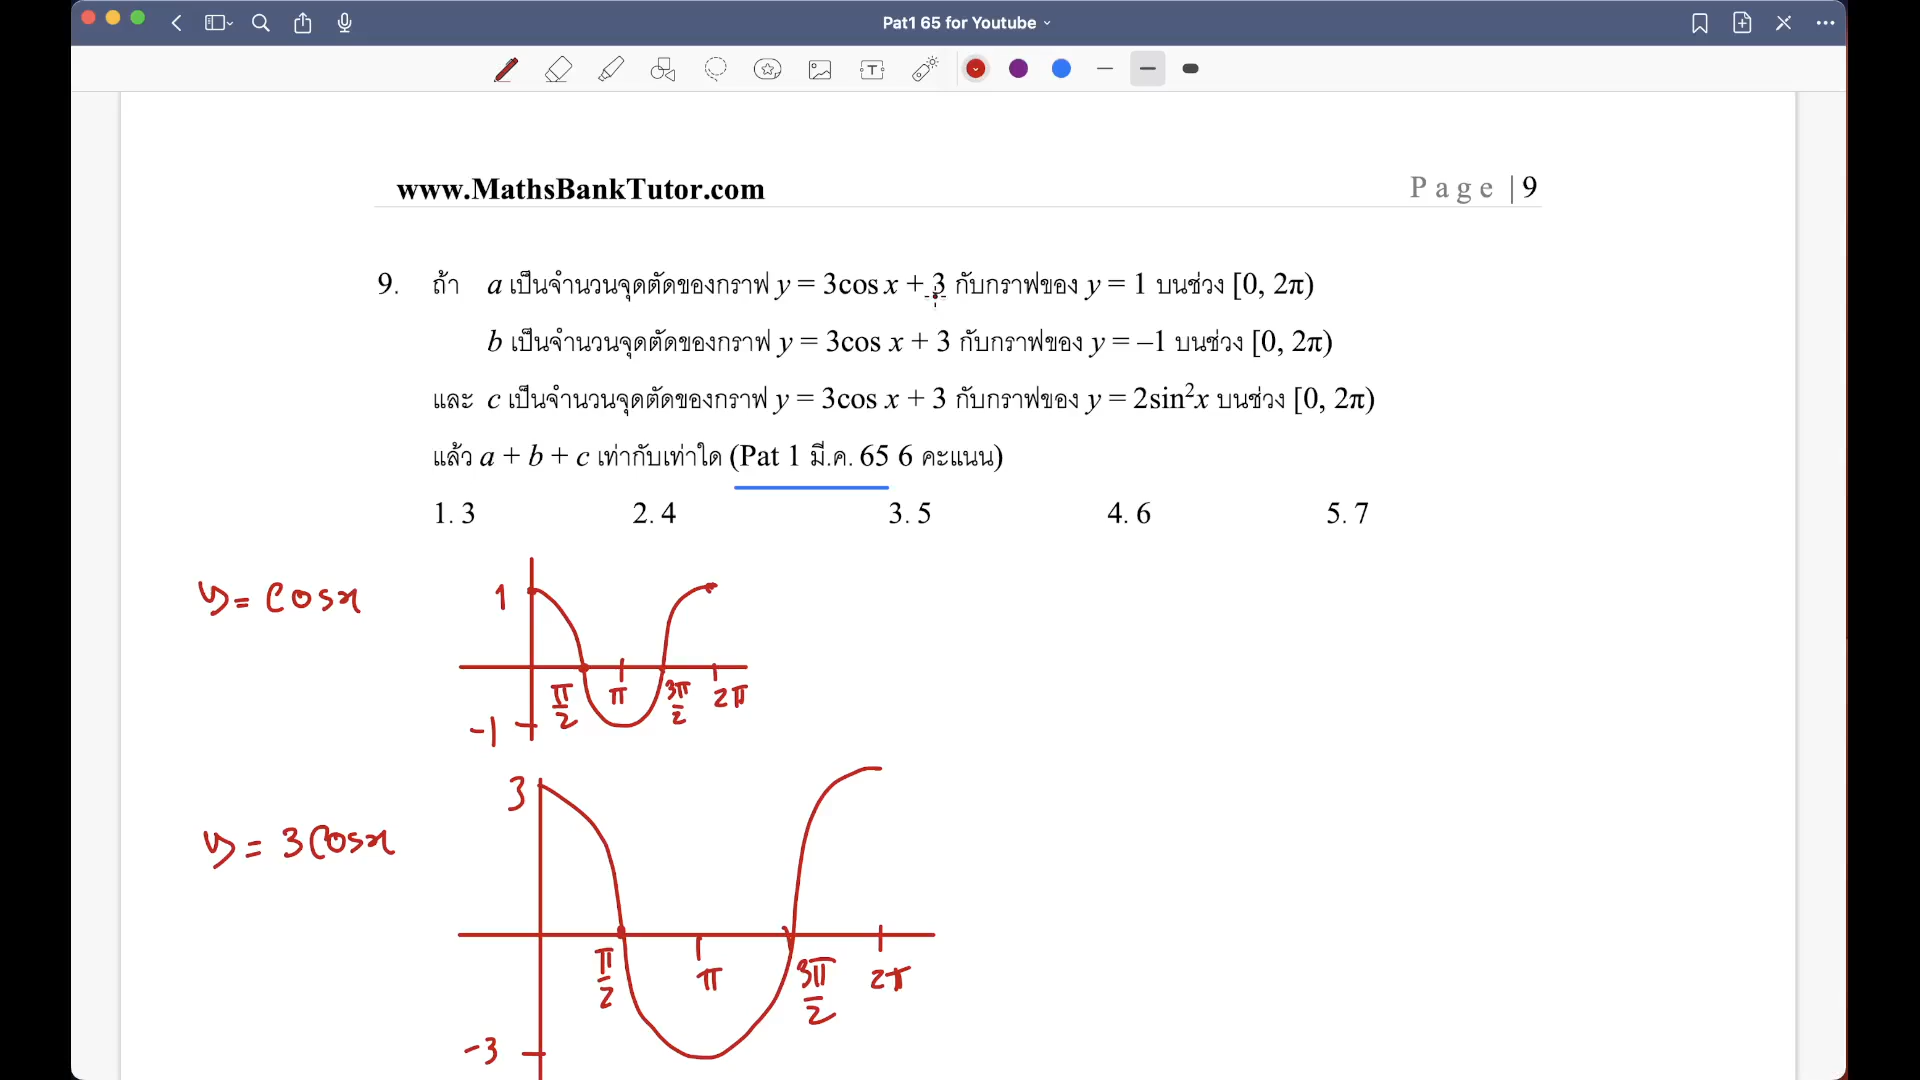 Pat1 65 for Youtube
T
www.MathsBankTutor.com
Page | 9
9. ถ้า a เป็นจำนวนจุดตัดของกราฟ y = 3cos x + 3 กับกราฟของ y = 1 บนช่วง [0, 2π)
b เป็นจำนวนจุดตัดของกราฟ y = 3cos x + 3 กับกราฟของ y = –1 บนช่วง [0, 2π)
และ c เป็นจำนวนจุดตัดของกราฟ y = 3cos x + 3 กับกราฟของ y = 2sin²x บนช่วง [0, 2π)
แล้ว a + b + c เท่ากับเท่าใด (Pat 1 มี.ค. 65 6 คะแนน)
1. 3 2. 4 3. 5 4. 6 5. 7
y = cosx
1
π/2 π 3π/2 2π
-1
3
y = 3cosx
π/2 π 3π/2 2π
-3